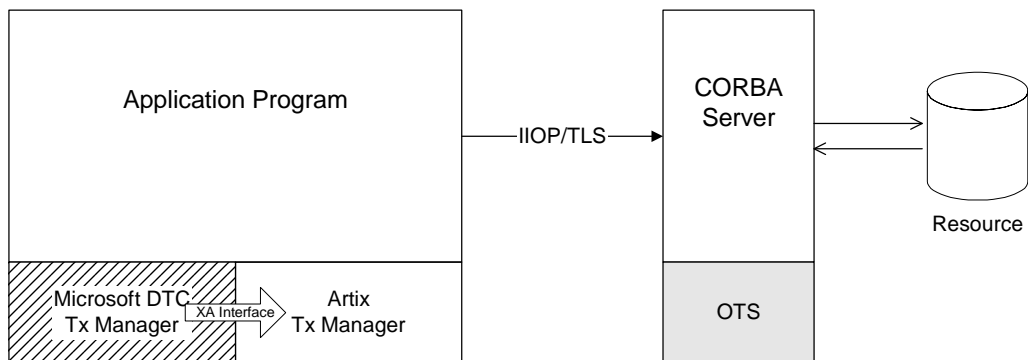 Application Program
IIOP/TLS
CORBA
Server
Resource
Microsoft DTC
Tx Manager
XA Interface
Artix
Tx Manager
OTS